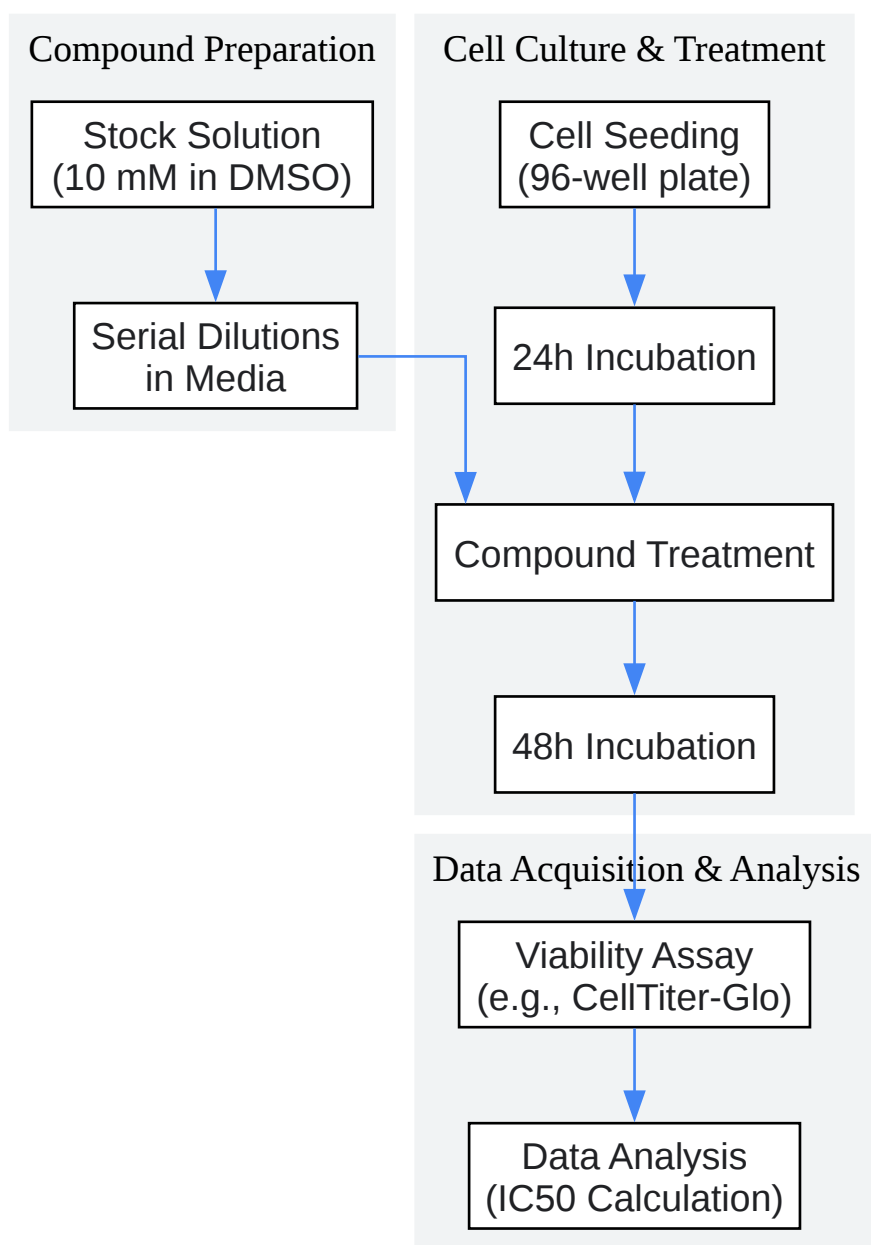 Compound Preparation
Stock Solution
(10 mM in DMSO)
Serial Dilutions
in Media
Cell Culture & Treatment
Cell Seeding
(96-well plate)
24h Incubation
Compound Treatment
48h Incubation
Data Acquisition & Analysis
Viability Assay
(e.g., CellTiter-Glo)
Data Analysis
(IC50 Calculation)